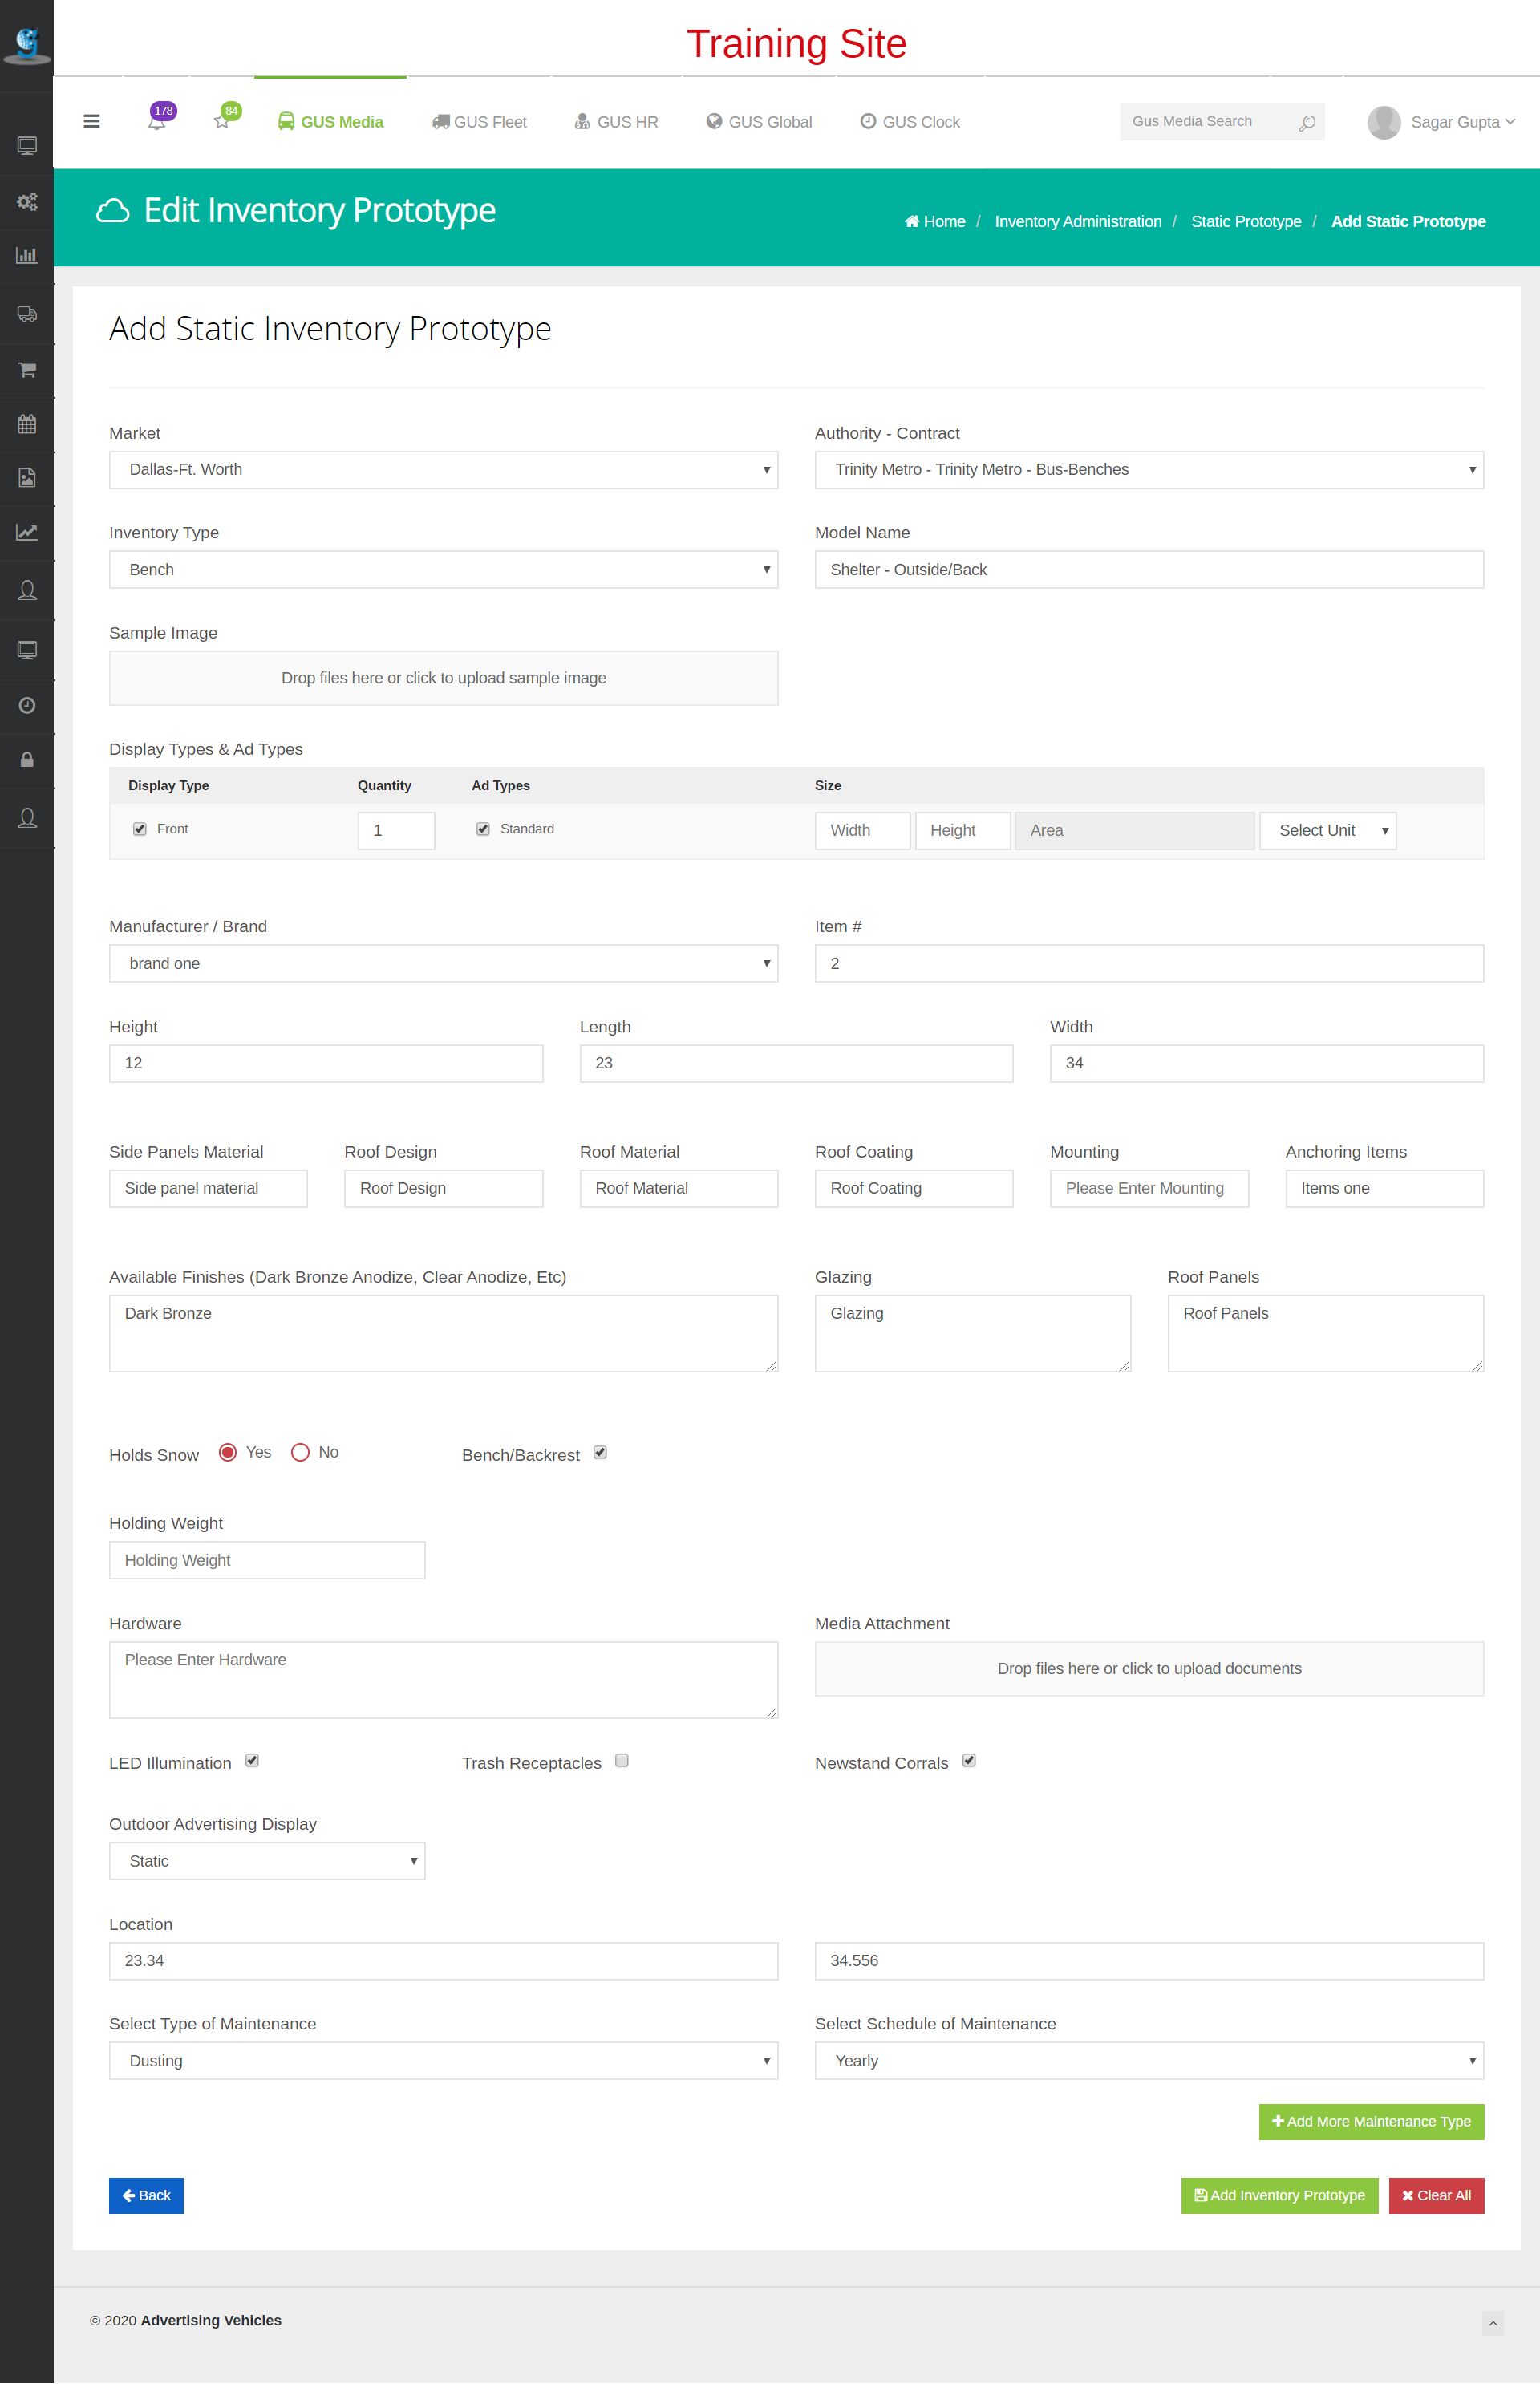 Training Site
178
84
GUS Media
GUS Fleet
GUS HR
GUS Global
GUS Clock
Gus Media Search
Sagar Gupta
Edit Inventory Prototype
Home / Inventory Administration / Static Prototype / Add Static Prototype
Add Static Inventory Prototype
Market
Authority - Contract
Dallas-Ft. Worth
Trinity Metro - Trinity Metro - Bus-Benches
Inventory Type
Model Name
Bench
Shelter - Outside/Back
Sample Image
Drop files here or click to upload sample image
Display Types & Ad Types
Display Type Quantity Ad Types Size
Front 1 Standard Width Height Area Select Unit
Manufacturer / Brand
Item #
brand one
2
Height Length Width
12 23 34
Side Panels Material Roof Design Roof Material Roof Coating Mounting Anchoring Items
Side panel material Roof Design Roof Material Roof Coating Please Enter Mounting Items one
Available Finishes (Dark Bronze Anodize, Clear Anodize, Etc) Glazing Roof Panels
Dark Bronze Glazing Roof Panels
Holds Snow Yes No Bench/Backrest
Holding Weight
Holding Weight
Hardware Media Attachment
Please Enter Hardware
Drop files here or click to upload documents
LED Illumination Trash Receptacles Newstand Corrals
Outdoor Advertising Display
Static
Location
23.34 34.556
Select Type of Maintenance Select Schedule of Maintenance
Dusting Yearly
Add More Maintenance Type
Back Add Inventory Prototype Clear All
© 2020 Advertising Vehicles